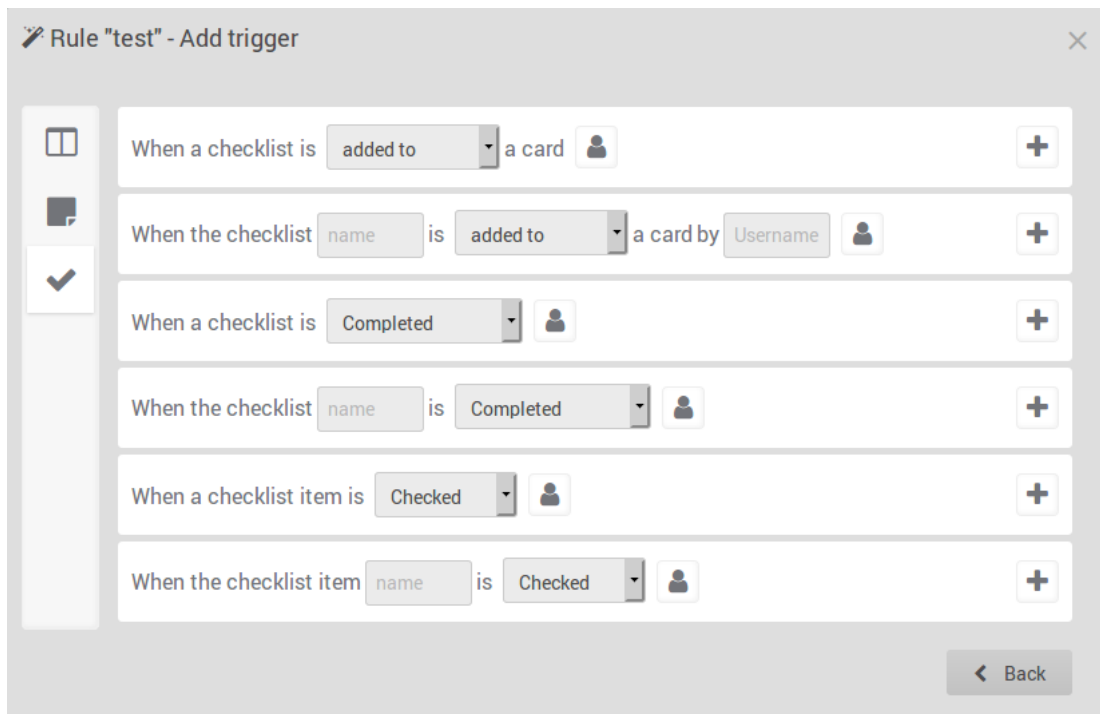 Rule "test" - Add trigger
When a checklist is added to a card
When the checklist name is added to a card by Username
When a checklist is Completed
When the checklist name is Completed
When a checklist item is Checked
When the checklist item name is Checked
Back